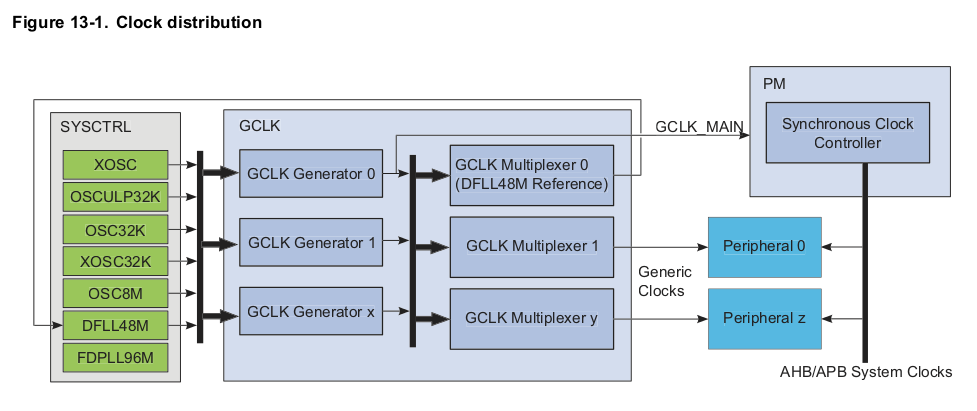 Figure 13-1. Clock distribution
PM
SYSCTRL
GCLK
GCLK_MAIN
Synchronous Clock
Controller
XOSC
OSCULP32K
OSC32K
XOSC32K
OSC8M
DFLL48M
FDPLL96M
GCLK Generator 0
GCLK Generator 1
GCLK Generator x
GCLK Multiplexer 0
(DFLL48M Reference)
GCLK Multiplexer 1
GCLK Multiplexer y
Generic
Clocks
Peripheral 0
Peripheral z
AHB/APB System Clocks